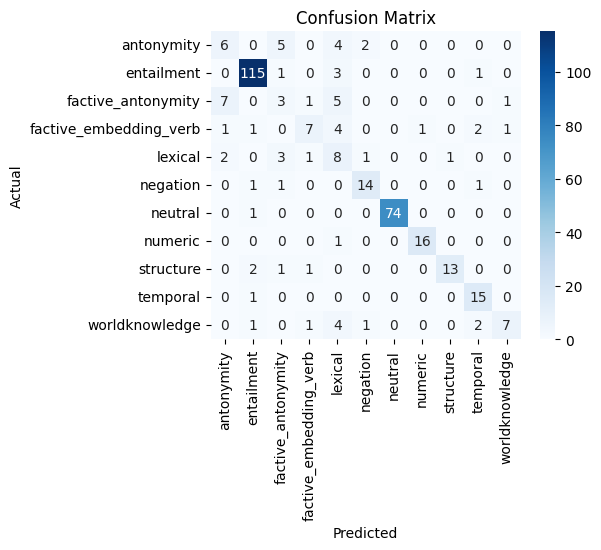 Confusion Matrix
Actual
antonymity 6 0 5 0 4 2 0 0 0 0 0
entailment 0 115 1 0 3 0 0 0 0 1 0
factive_antonymity 7 0 3 1 5 0 0 0 0 0 1
factive_embedding_verb 1 1 0 7 4 0 0 1 0 2 1
lexical 2 0 3 1 8 1 0 0 1 0 0
negation 0 1 1 0 0 14 0 0 0 1 0
neutral 0 1 0 0 0 0 74 0 0 0 0
numeric 0 0 0 0 1 0 0 16 0 0 0
structure 0 2 1 1 0 0 0 0 13 0 0
temporal 0 1 0 0 0 0 0 0 0 15 0
worldknowledge 0 1 0 1 4 1 0 0 0 2 7
antonymity
entailment
factive_antonymity
factive_embedding_verb
lexical
negation
neutral
numeric
structure
temporal
worldknowledge
Predicted
100
80
60
40
20
0